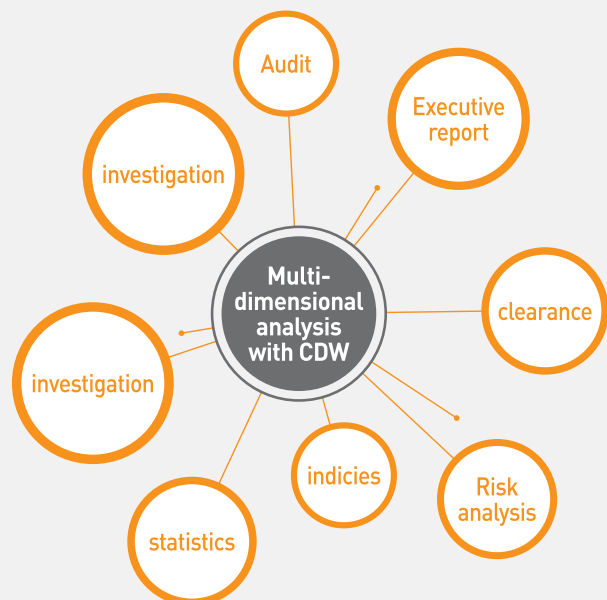 Audit
Executive
report
investigation
Multi-
dimensional
analysis
with CDW
clearance
investigation
indicies
Risk
analysis
statistics